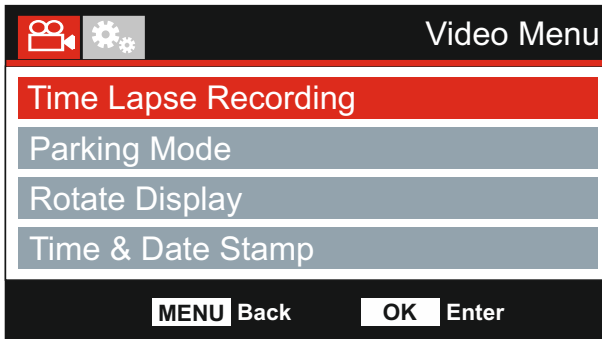 Video Menu
Time Lapse Recording
Parking Mode
Rotate Display
Time & Date Stamp
MENU Back OK Enter